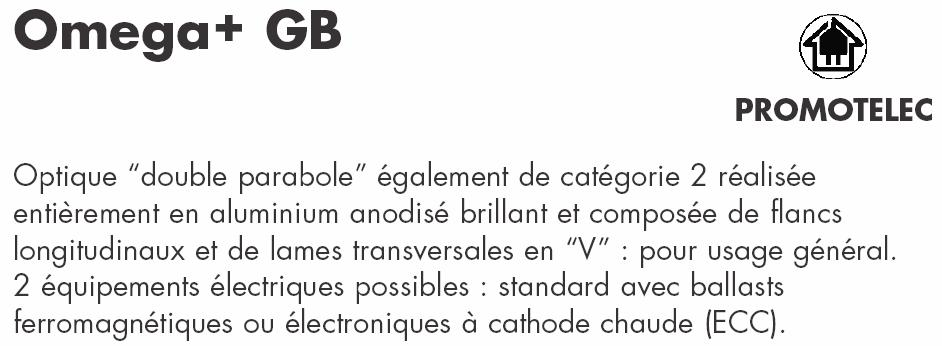 Omega+ GB
PROMOTELEC
Optique “double parabole” également de catégorie 2 réalisée
entièrement en aluminium anodisé brillant et composée de flancs
longitudinaux et de lames transversales en “V” : pour usage général.
2 équipements électriques possibles : standard avec ballasts
ferromagnétiques ou électroniques à cathode chaude (ECC).